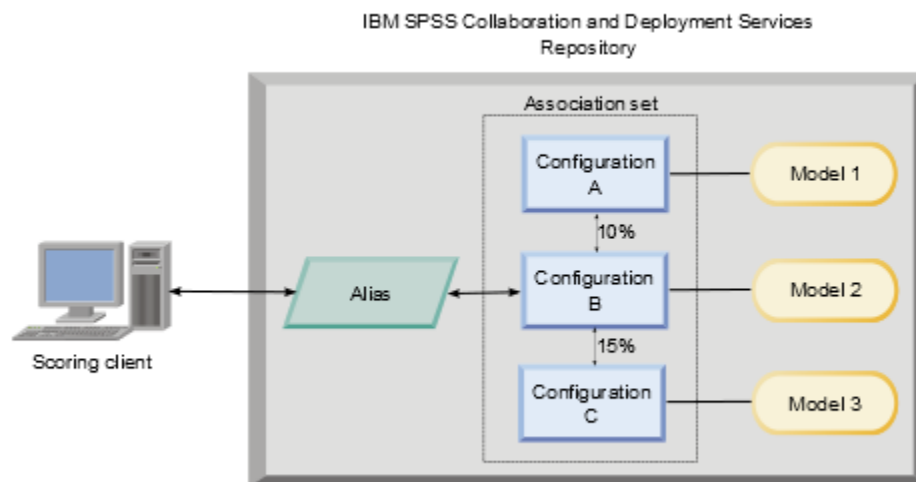 IBM SPSS Collaboration and Deployment Services
Repository
Association set
Configuration
A
Model 1
10%
Scoring client
Alias
Configuration
B
Model 2
15%
Configuration
C
Model 3